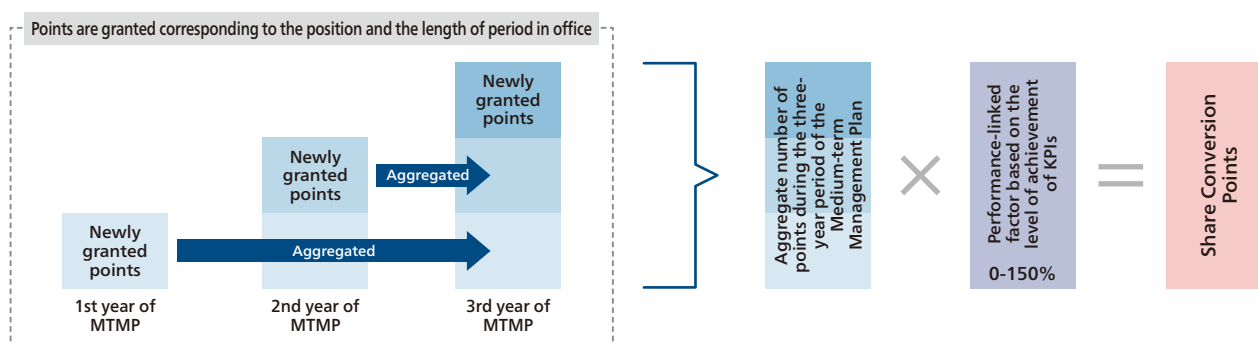 Points are granted corresponding to the position and the length of period in office
Newly
granted
points
1st year of
MTMP
Aggregated
Newly
granted
points
2nd year of
MTMP
Aggregated
Newly
granted
points
3rd year of
MTMP
Aggregate number of
points during the three-
year period of the
Medium-term
Management Plan
×
Performance-linked
factor based on the
level of achievement
of KPIs
0-150%
=
Share Conversion
Points